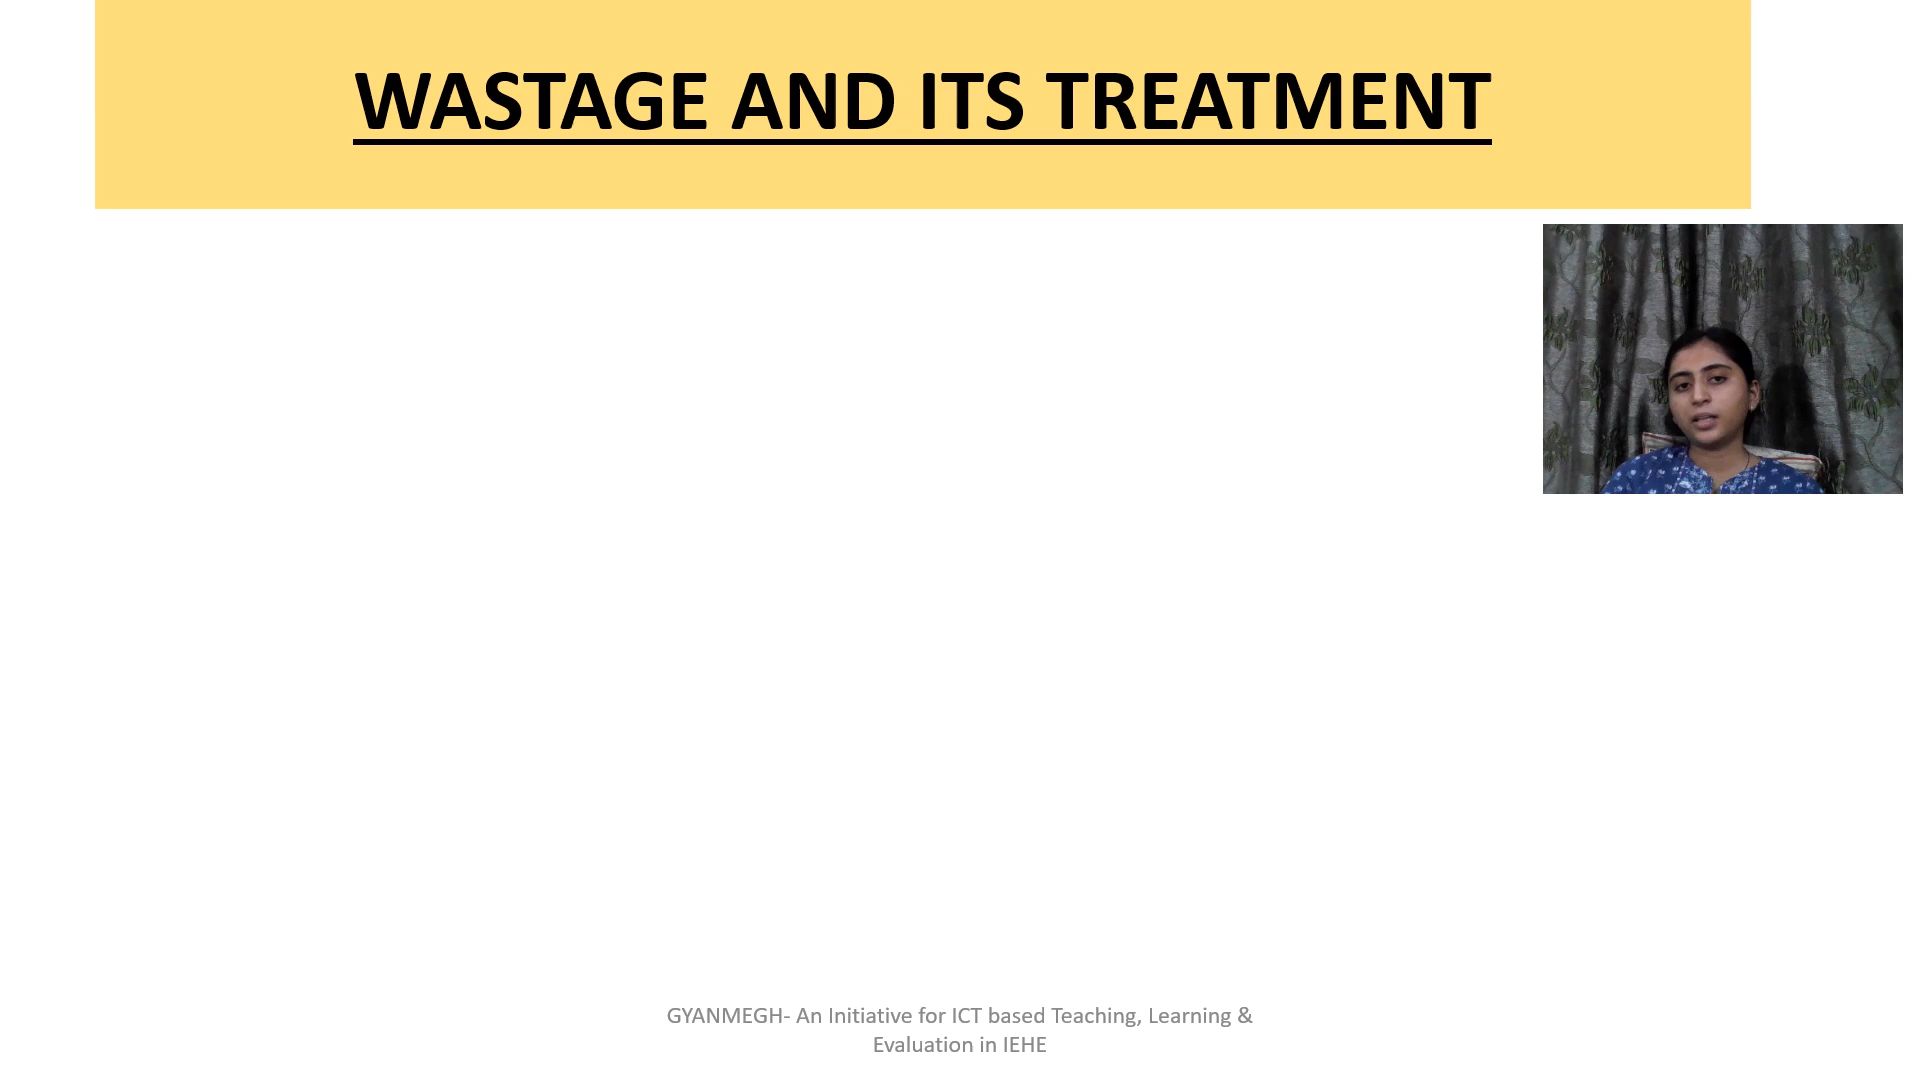 WASTAGE AND ITS TREATMENT
GYANMEGH- An Initiative for ICT based Teaching, Learning &
Evaluation in IEHE